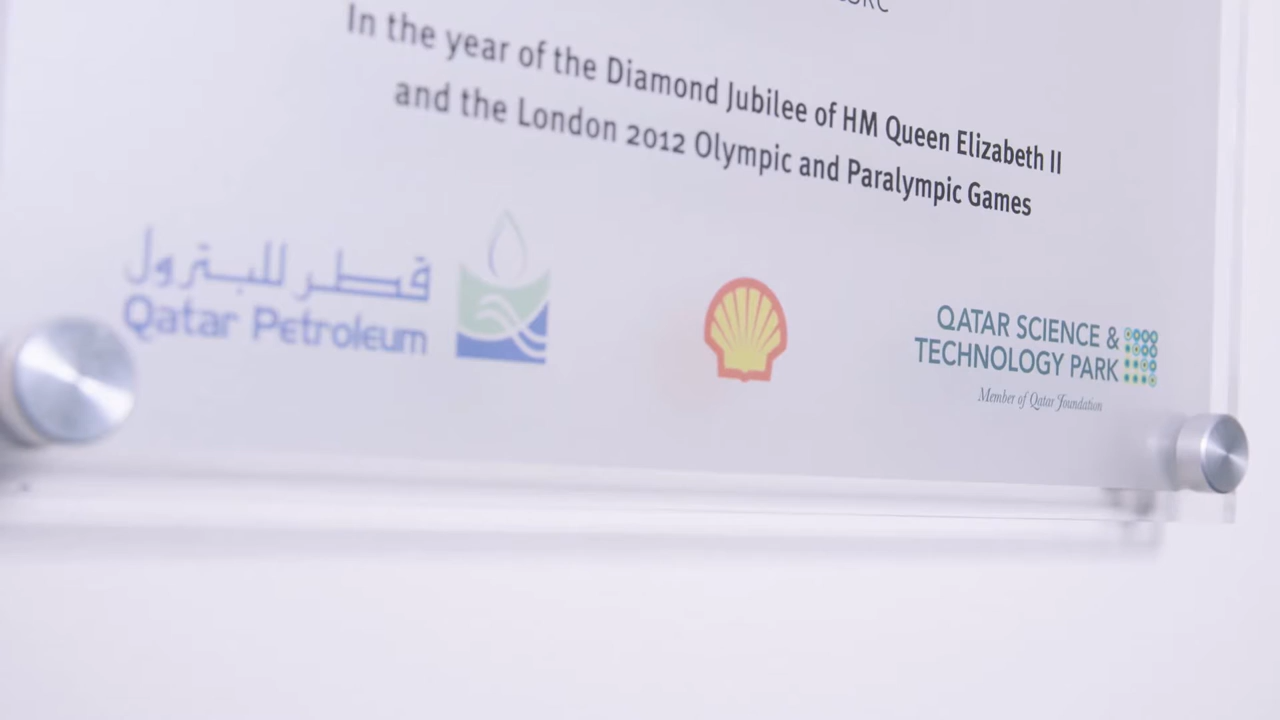 In the year of the Diamond Jubilee of HM Queen Elizabeth II
and the London 2012 Olympic and Paralympic Games
قطر للبترول
Qatar Petroleum
QATAR SCIENCE &
TECHNOLOGY PARK
Member of Qatar Foundation